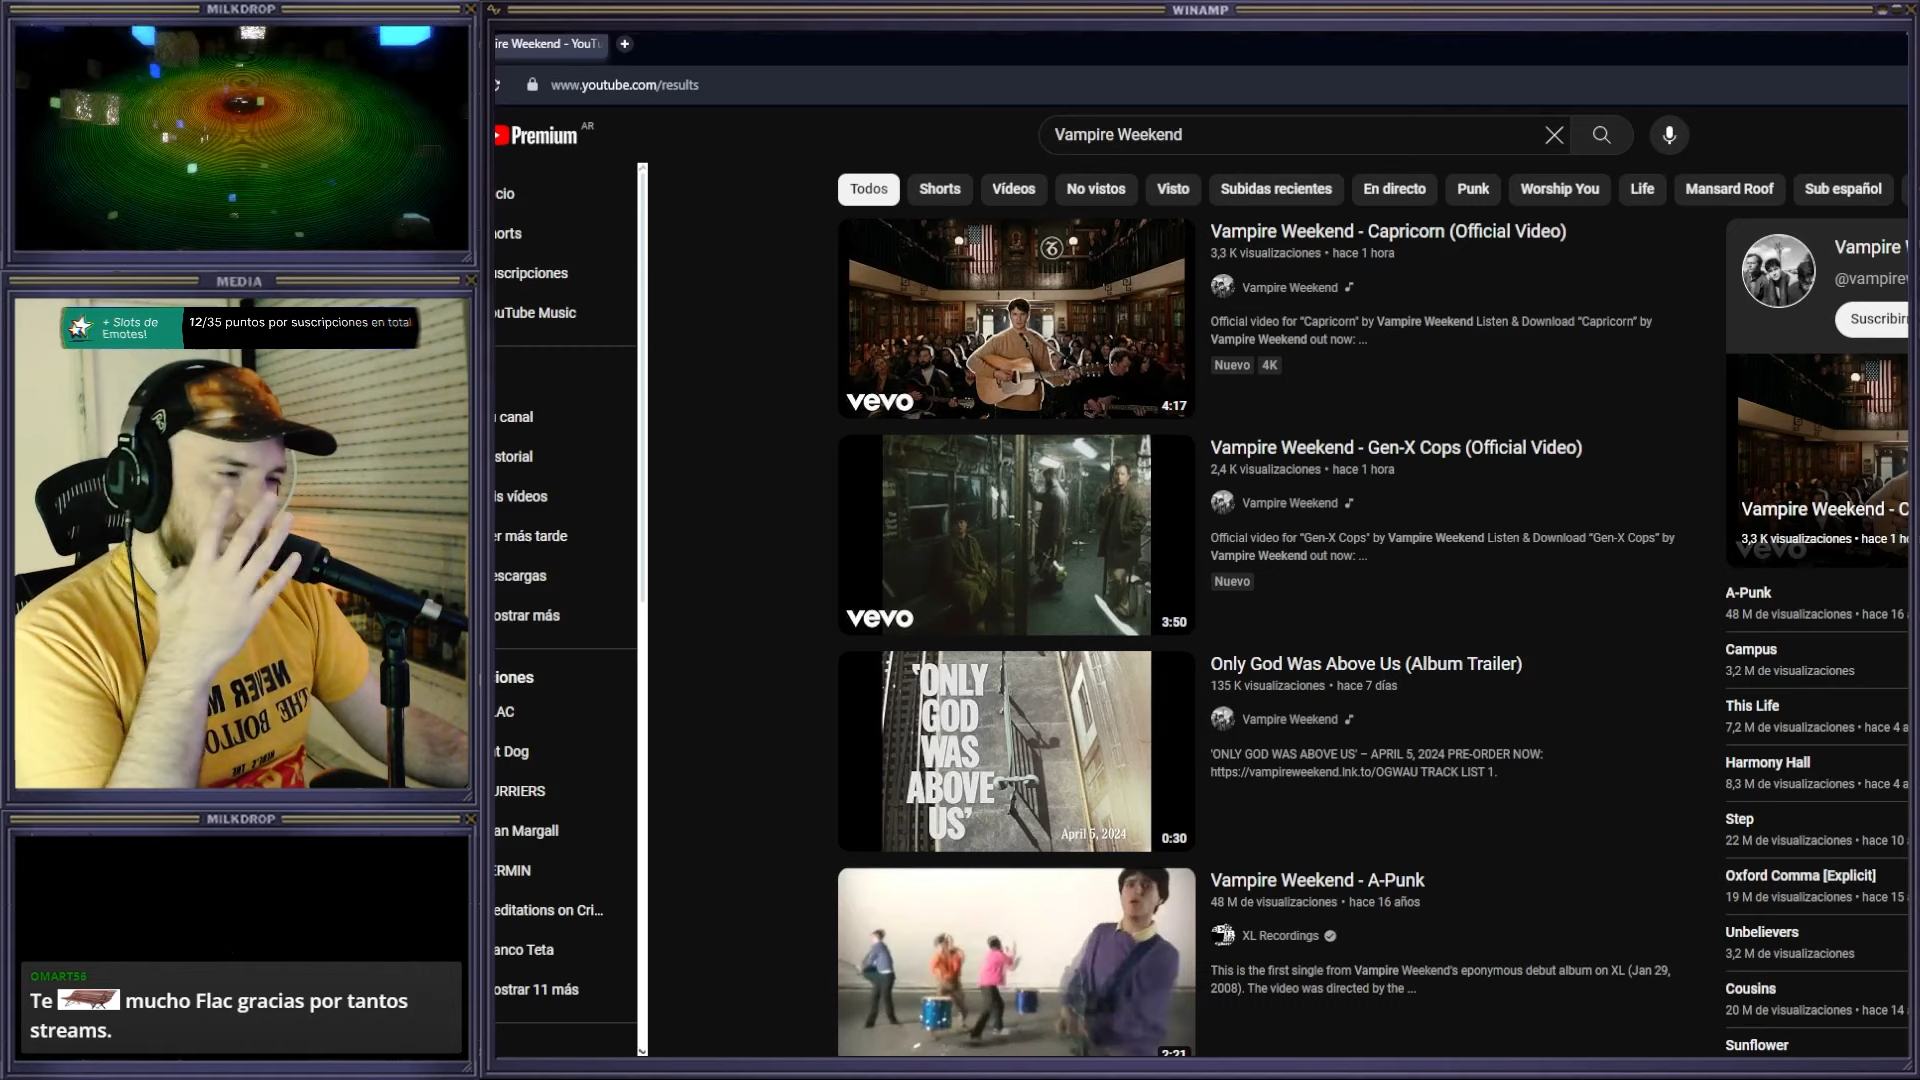 MILKDROP
MEDIA
+ Slots de
Emotes!
12/35 puntos por suscripciones en total
NEVER M
THE BOLLO
MILKDROP
OMART56
Te mucho Flac gracias por tantos
streams.
WINAMP
ire Weekend - YouTu
www.youtube.com/results
Premium AR
Vampire Weekend
cio
orts
uscripciones
ouTube Music
canal
storial
is vídeos
er más tarde
escargas
ostrar más
iones
AC
t Dog
URRIERS
an Margall
ERMIN
editations on Cri...
anco Teta
ostrar 11 más
Todos
Shorts
Vídeos
No vistos
Visto
Subidas recientes
En directo
Punk
Worship You
Life
Mansard Roof
Sub español
vevo
4:17
Vampire Weekend - Capricorn (Official Video)
3,3 K visualizaciones • hace 1 hora
Vampire Weekend
Official video for "Capricorn" by Vampire Weekend Listen & Download "Capricorn" by
Vampire Weekend out now: ...
Nuevo
4K
vevo
3:50
Vampire Weekend - Gen-X Cops (Official Video)
2,4 K visualizaciones • hace 1 hora
Vampire Weekend
Official video for "Gen-X Cops" by Vampire Weekend Listen & Download "Gen-X Cops" by
Vampire Weekend out now: ...
Nuevo
'ONLY
GOD
WAS
ABOVE
US'
April 5, 2024
0:30
Only God Was Above Us (Album Trailer)
135 K visualizaciones • hace 7 días
Vampire Weekend
'ONLY GOD WAS ABOVE US' – APRIL 5, 2024 PRE-ORDER NOW:
https://vampireweekend.lnk.to/OGWAU TRACK LIST 1.
2:21
Vampire Weekend - A-Punk
48 M de visualizaciones • hace 16 años
XL Recordings
This is the first single from Vampire Weekend's eponymous debut album on XL (Jan 29,
2008). The video was directed by the ...
Vampire
@vampire
Suscribir
Vampire Weekend - C
3,3 K visualizaciones • hace 1 h
vevo
A-Punk
48 M de visualizaciones • hace 16
Campus
3,2 M de visualizaciones
This Life
7,2 M de visualizaciones • hace 4 a
Harmony Hall
8,3 M de visualizaciones • hace 4 a
Step
22 M de visualizaciones • hace 10
Oxford Comma [Explicit]
19 M de visualizaciones • hace 15
Unbelievers
3,2 M de visualizaciones
Cousins
20 M de visualizaciones • hace 14
Sunflower